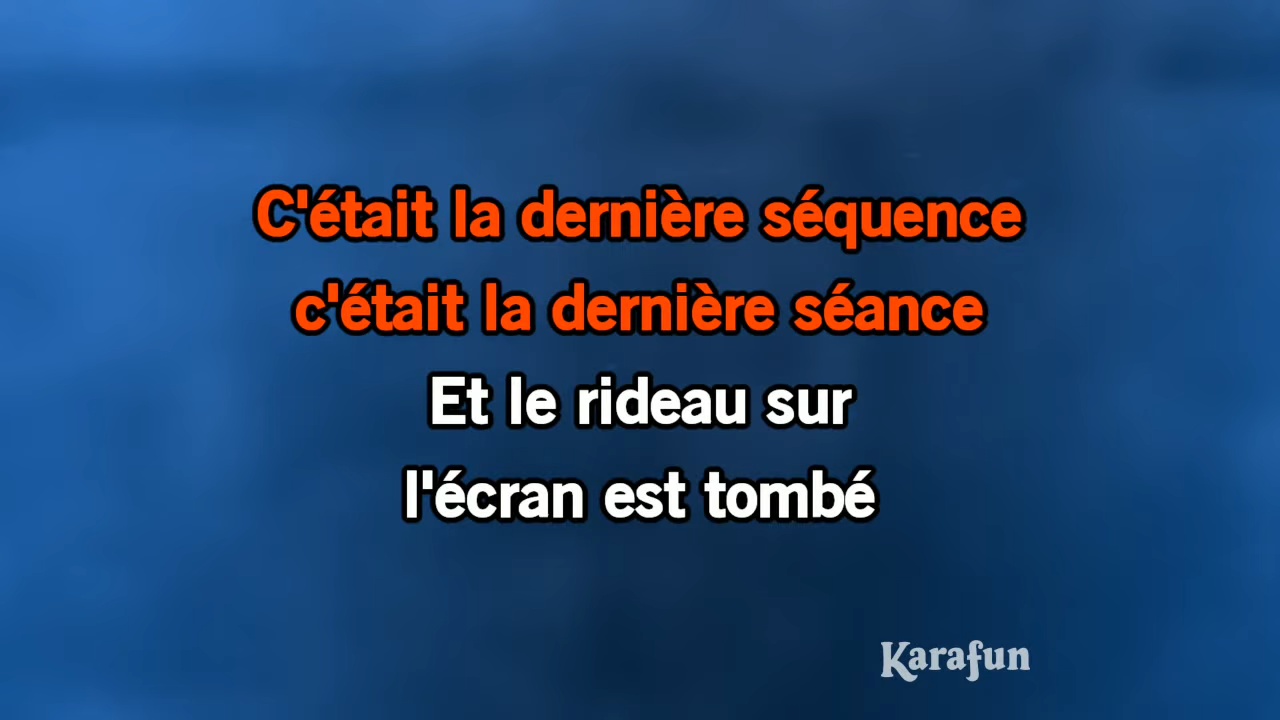 C'était la dernière séquence
c'était la dernière séance
Et le rideau sur
l'écran est tombé
Karafun